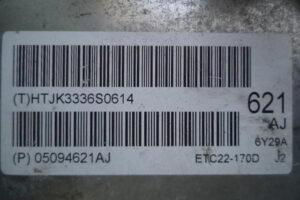 (T)HTJK3336S0614
621
AJ
6Y29A
(P) 05094621AJ
ETC22-170D
J2